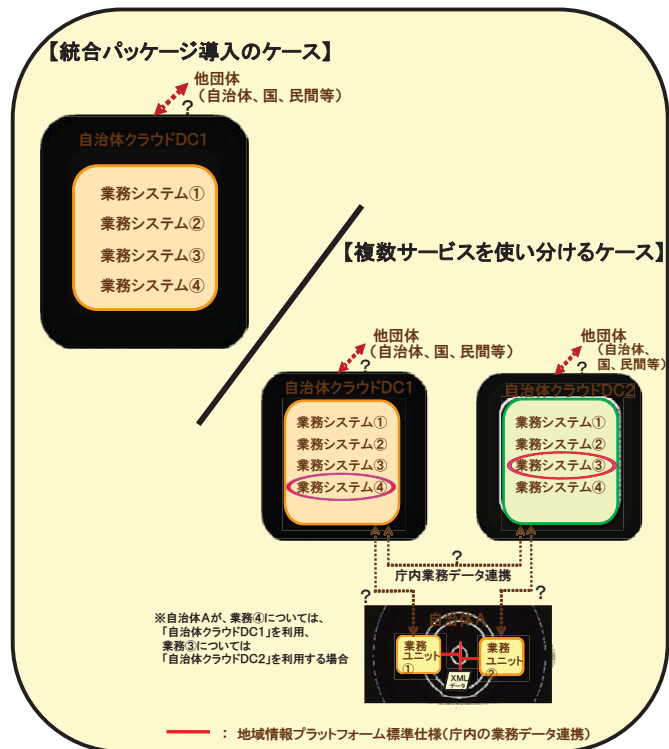 【統合パッケージ導入のケース】
他団体
（自治体、国、民間等）
?
自治体クラウドDC1
業務システム①
業務システム②
業務システム③
業務システム④
【複数サービスを使い分けるケース】
他団体
（自治体、国、民間等）
?
自治体クラウドDC1
業務システム①
業務システム②
業務システム③
業務システム④
他団体
（自治体、
国、民間等）
?
自治体クラウドDC2
業務システム①
業務システム②
業務システム③
業務システム④
?
庁内業務データ連携
?
?
※自治体Aが、業務④については、
「自治体クラウドDC1」を利用、
業務③については
「自治体クラウドDC2」を利用する場合
自治体A
業務
ユニット
①
業務
ユニット
②
XML
データ
： 地域情報プラットフォーム標準仕様（庁内の業務データ連携）